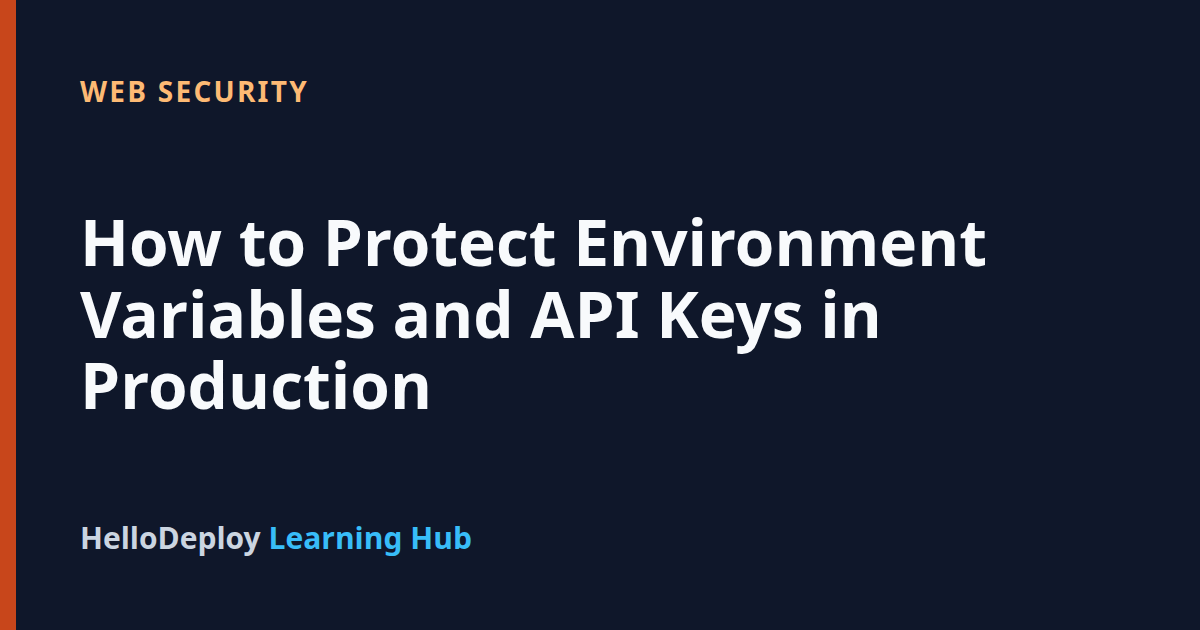 WEB SECURITY
How to Protect Environment
Variables and API Keys in
Production
HelloDeploy Learning Hub